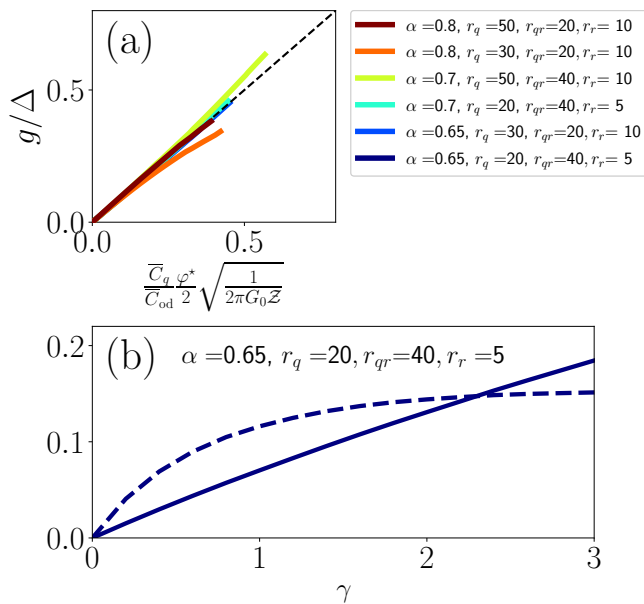 (a)
g/Δ
0.5
0.0
0.0 0.5
C̅_q/C̅_od φ*/2 √(1/(2πG_0𝒵))
α =0.8, r_q =50, r_qr=20, r_r= 10
α =0.8, r_q =30, r_qr=20, r_r= 10
α =0.7, r_q =50, r_qr=40, r_r= 10
α =0.7, r_q =20, r_qr=40, r_r= 5
α =0.65, r_q =30, r_qr=20, r_r= 10
α =0.65, r_q =20, r_qr=40, r_r= 5
(b) α =0.65, r_q =20, r_qr=40, r_r =5
0.2
0.1
0.0
0 1 2 3
γ